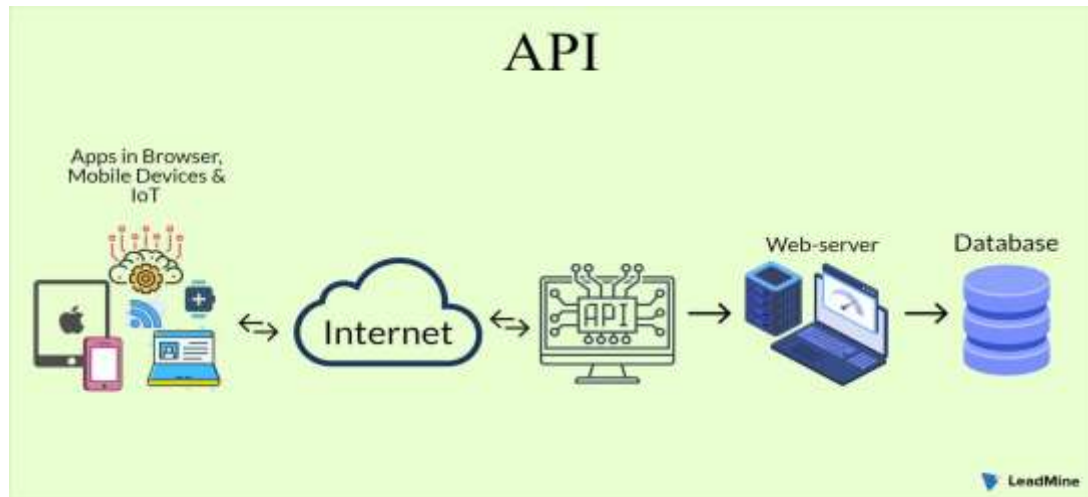 API
Apps in Browser,
Mobile Devices &
IoT
Internet
API
Web-server
Database
LeadMine